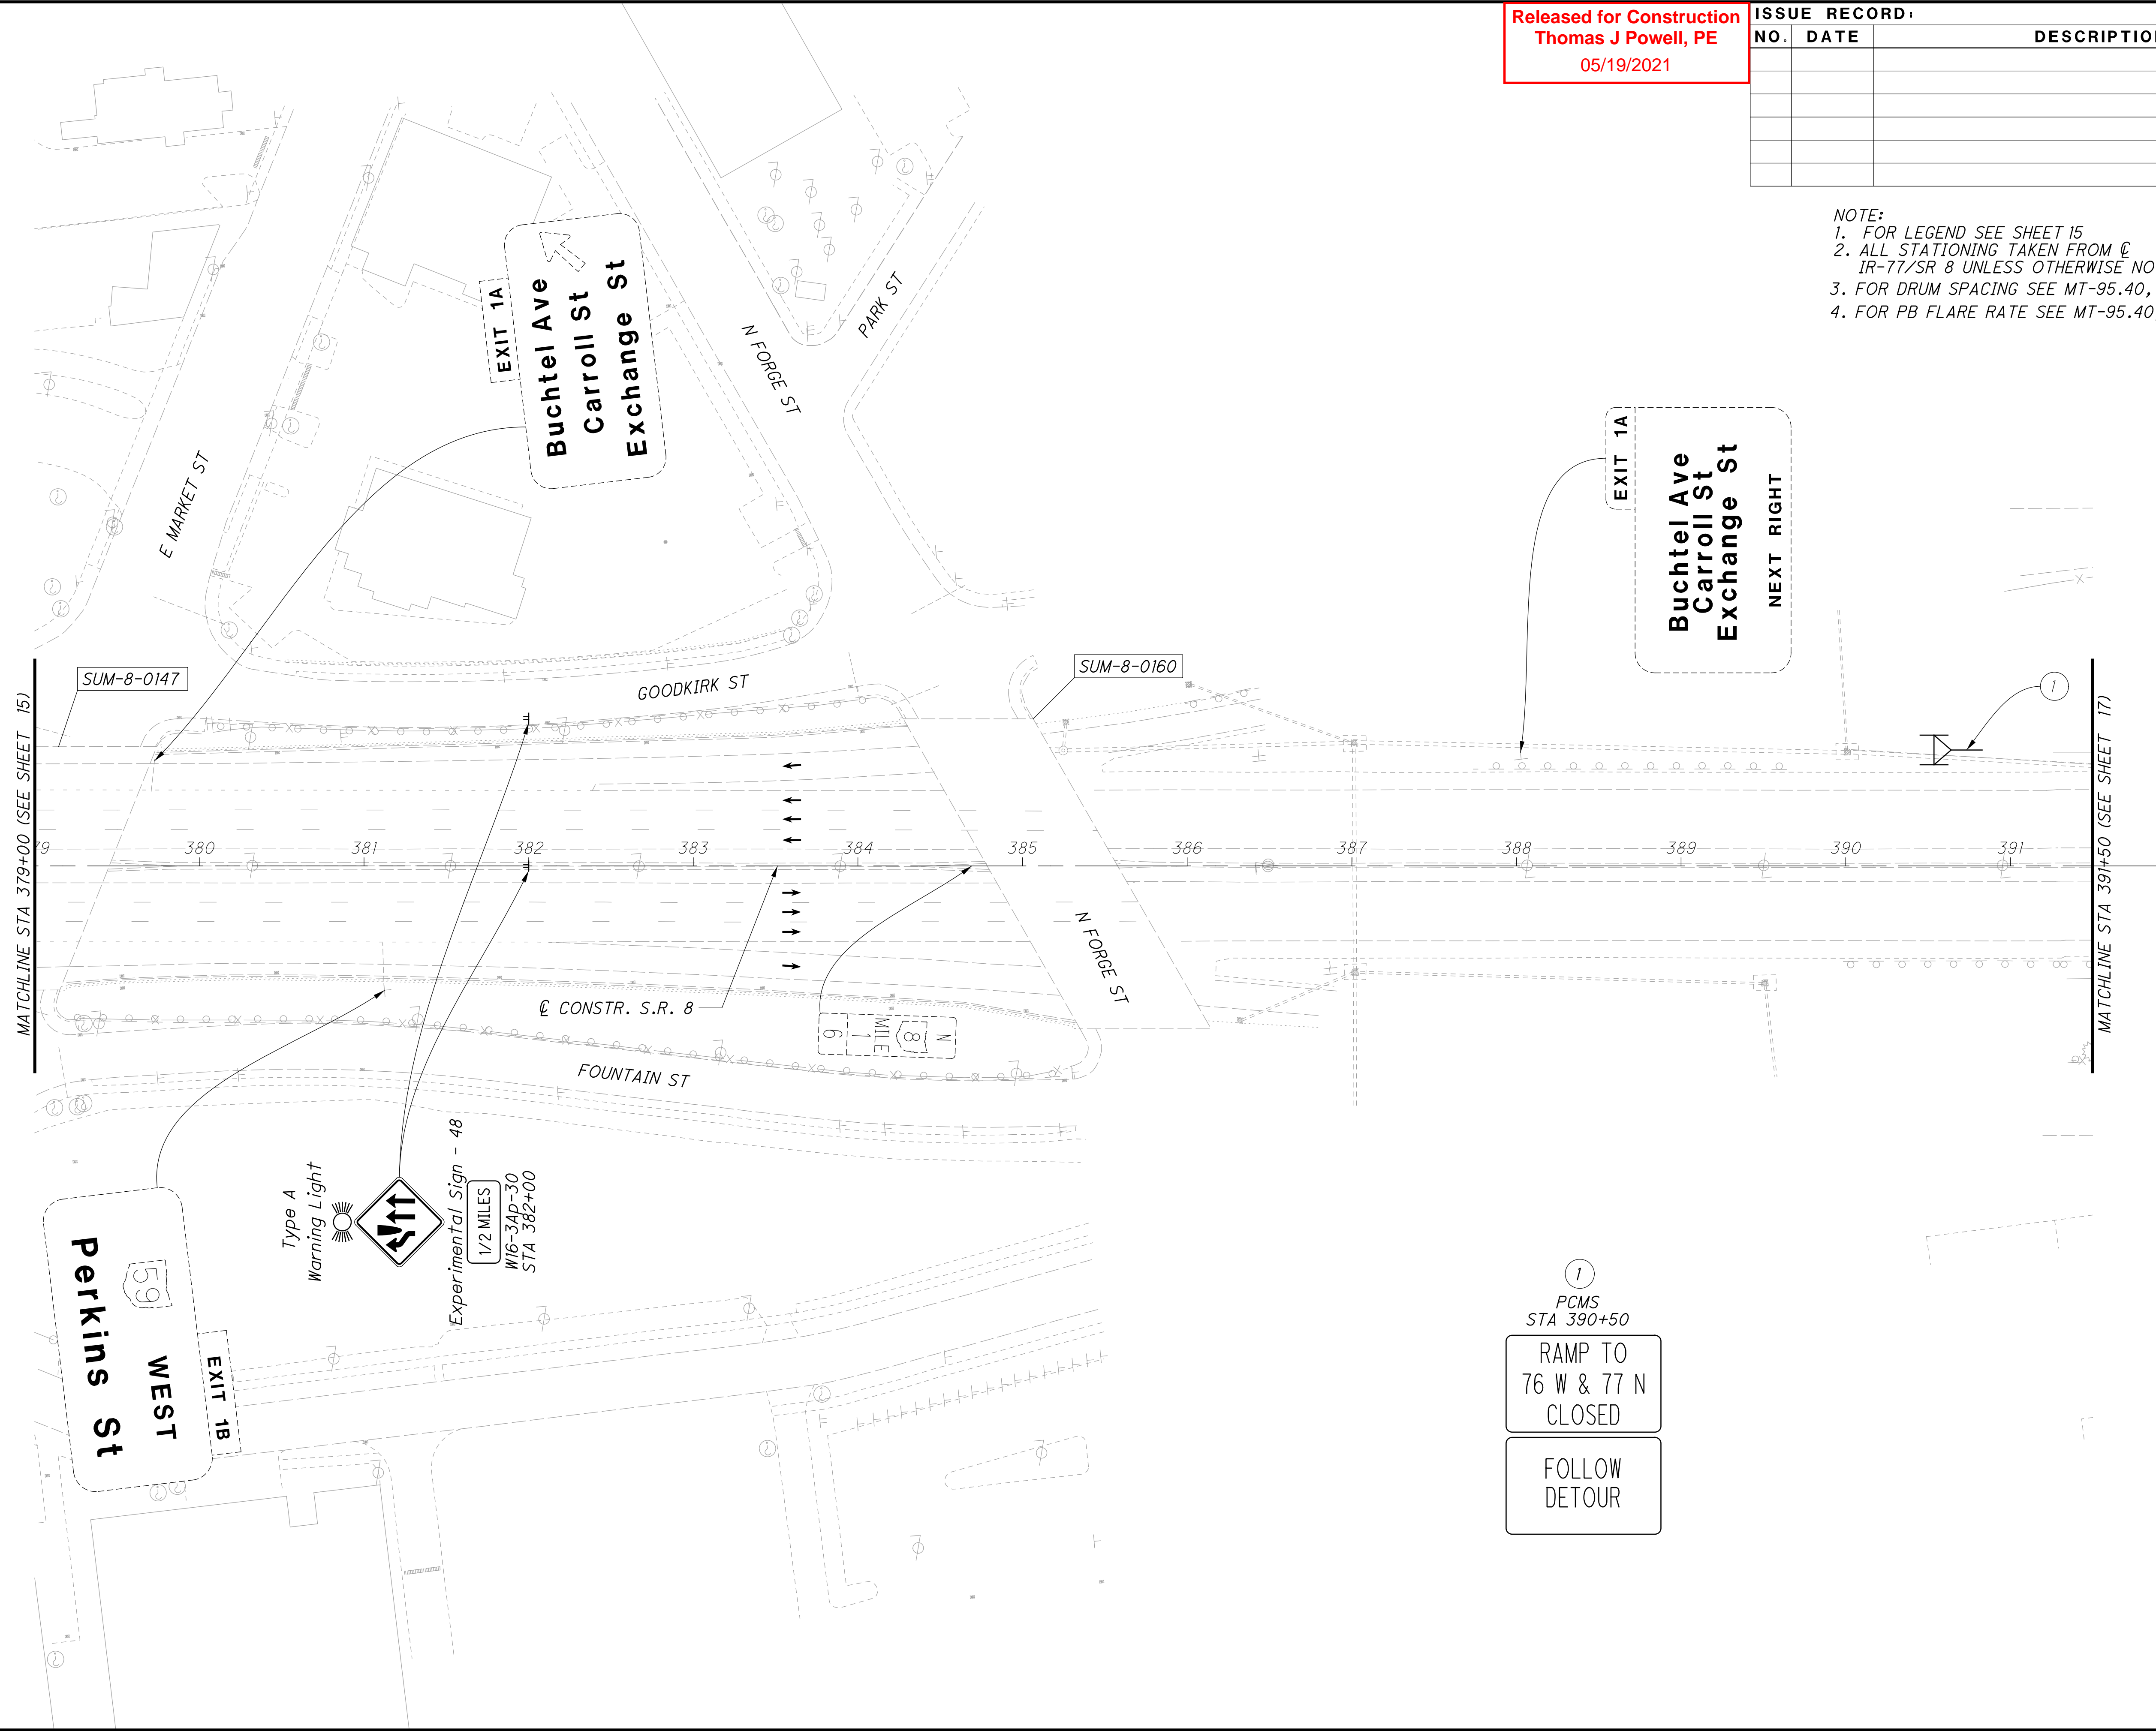 Released for Construction
Thomas J Powell, PE
05/19/2021
ISSUE RECORD:
NO. DATE
NOTE:
1. FOR LEGEND SEE SHEET 15
2. ALL STATIONING TAKEN FROM ℄
IR-77/SR 8 UNLESS OTHERWISE
3. FOR DRUM SPACING SEE MT-95.40,
4. FOR PB FLARE RATE SEE MT-95.40
EXIT 1A
Buchtel Ave
Carroll St
Exchange St
N FORGE ST
PARK ST
E MARKET ST
EXIT 1A
Buchtel Ave
Carroll St
Exchange St
NEXT RIGHT
SUM-8-0147
GOODKIRK ST
SUM-8-0160
1
MATCHLINE STA 379+00 (SEE SHEET 15)
MATCHLINE STA 391+50 (SEE SHEET 17)
380 381 382 383 384 385 386 387 388 389 390 391
N FORGE ST
℄ CONSTR. S.R. 8
N
8
MILE
1
6
FOUNTAIN ST
Type A
Warning Light
Experimental Sign - 48
1/2 MILES
W16-3Ap-30
STA 382+00
EXIT 1B
59 WEST
Perkins St
1
PCMS
STA 390+50
RAMP TO
76 W & 77 N
CLOSED
FOLLOW
DETOUR